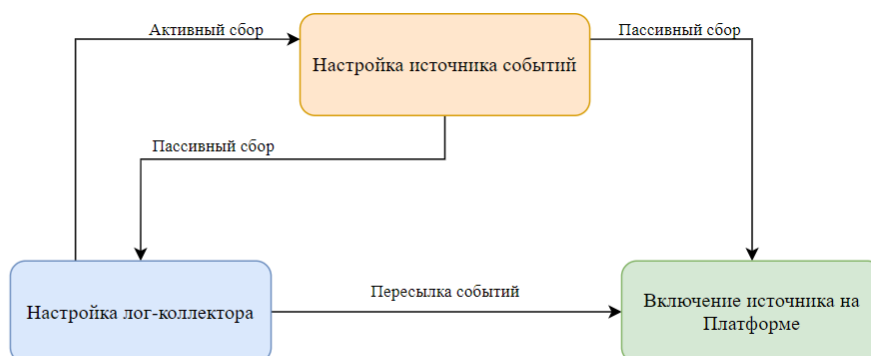 Активный сбор
Пассивный сбор
Настройка источника событий
Пассивный сбор
Пересылка событий
Настройка лог-коллектора
Включение источника на
Платформе